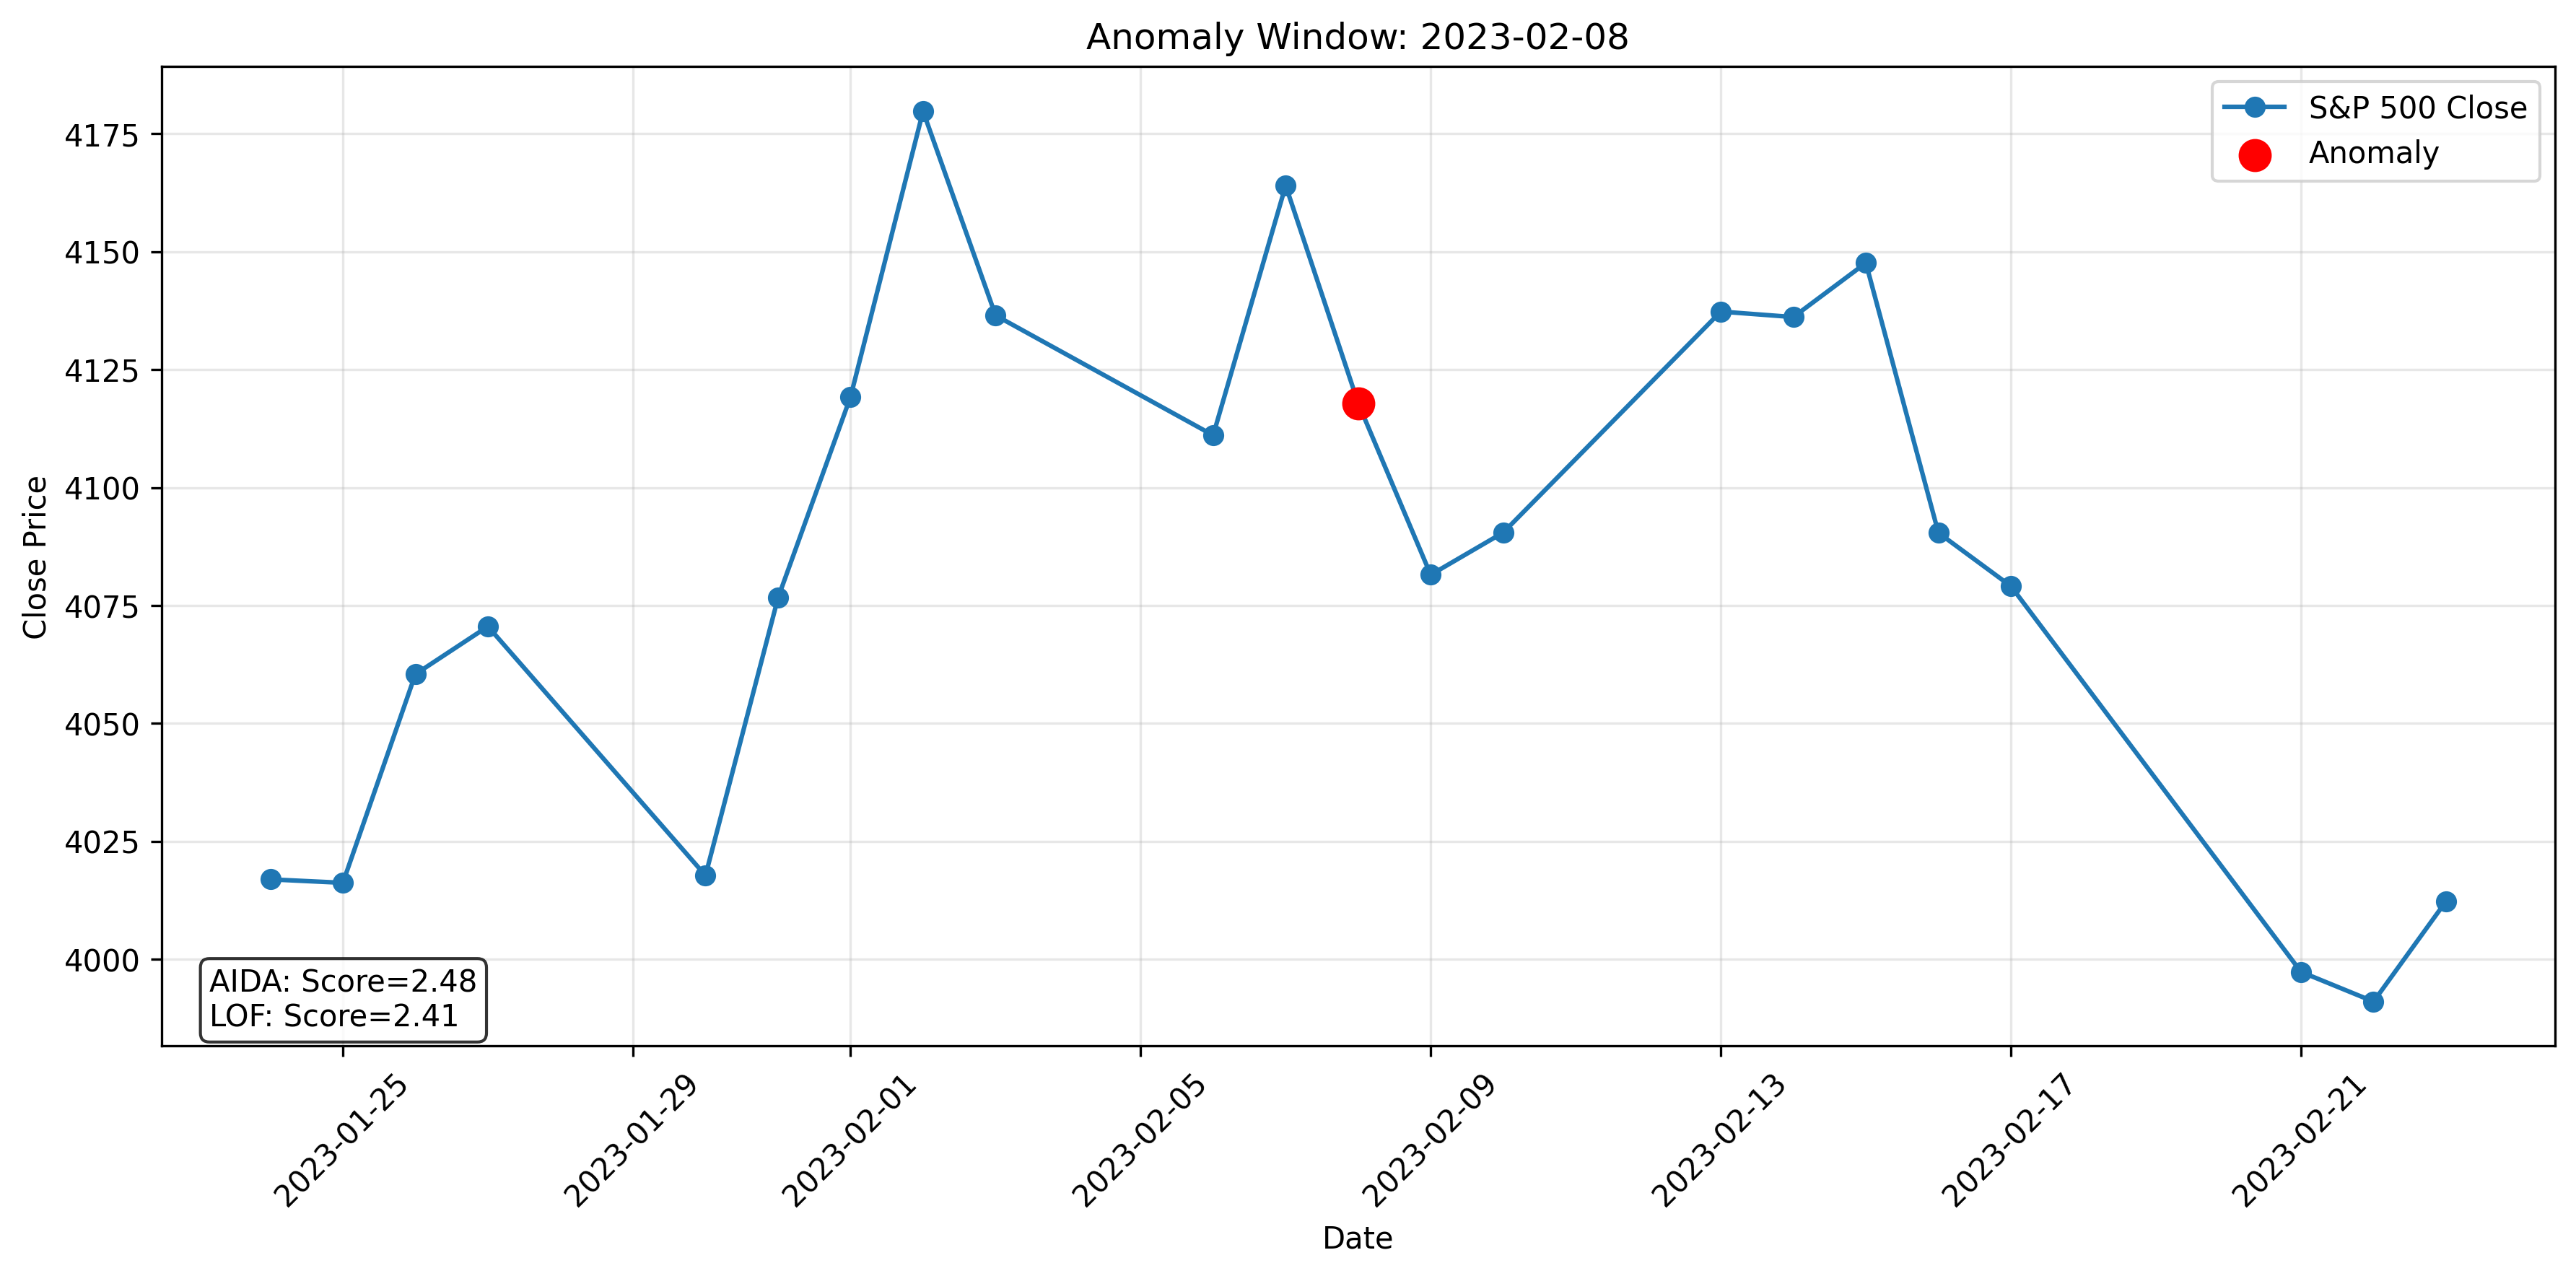 Anomaly Window: 2023-02-08
S&P 500 Close
Anomaly
Close Price
4175
4150
4125
4100
4075
4050
4025
4000
AIDA: Score=2.48
LOF: Score=2.41
2023-01-25
2023-01-29
2023-02-01
2023-02-05
2023-02-09
2023-02-13
2023-02-17
2023-02-21
Date